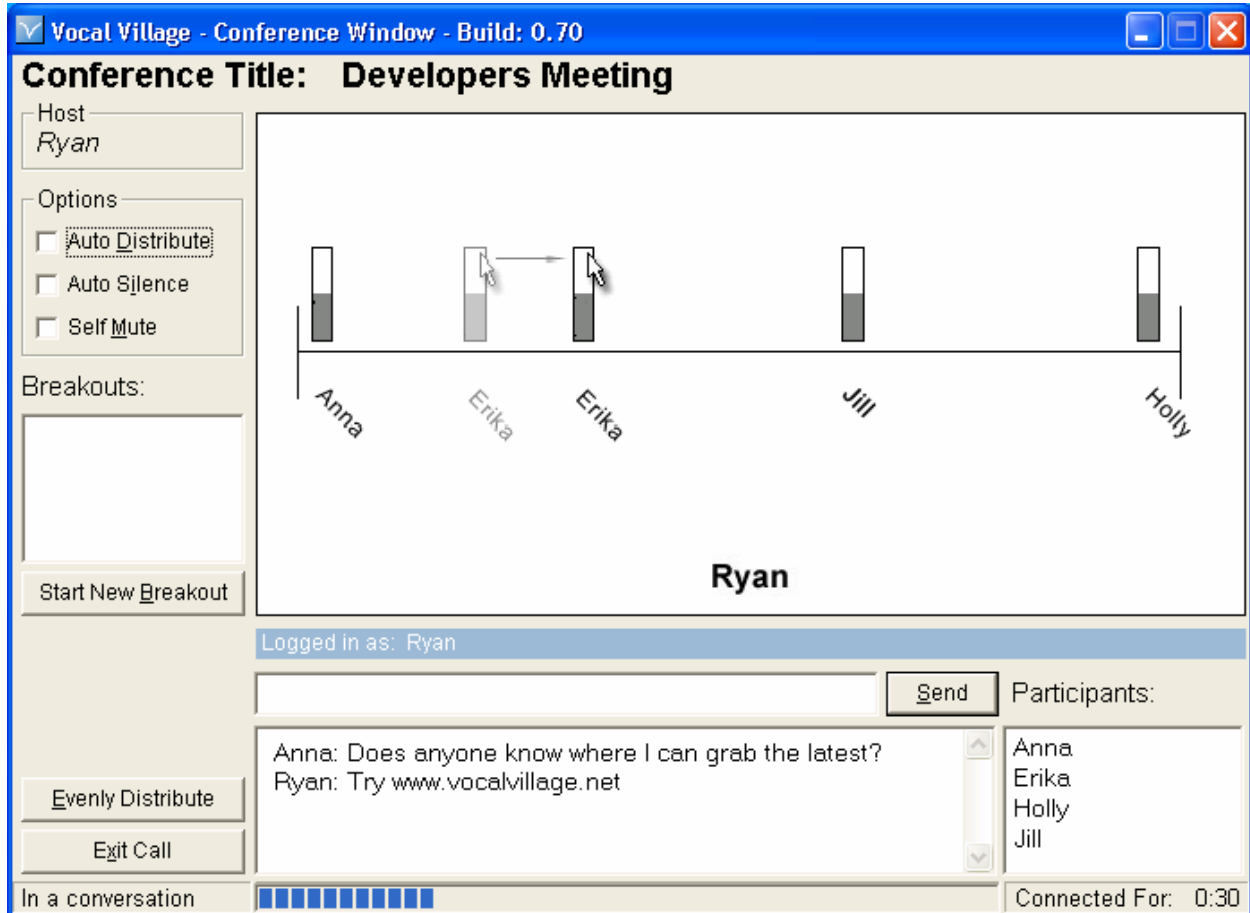 Vocal Village - Conference Window - Build: 0.70
Conference Title: Developers Meeting
Host
Ryan
Options
Auto Distribute
Auto Silence
Self Mute
Breakouts:
Start New Breakout
Anna
Erika
Erika
Jill
Holly
Ryan
Logged in as: Ryan
Send
Participants:
Anna: Does anyone know where I can grab the latest?
Ryan: Try www.vocalvillage.net
Anna
Erika
Holly
Jill
Evenly Distribute
Exit Call
In a conversation
Connected For: 0:30